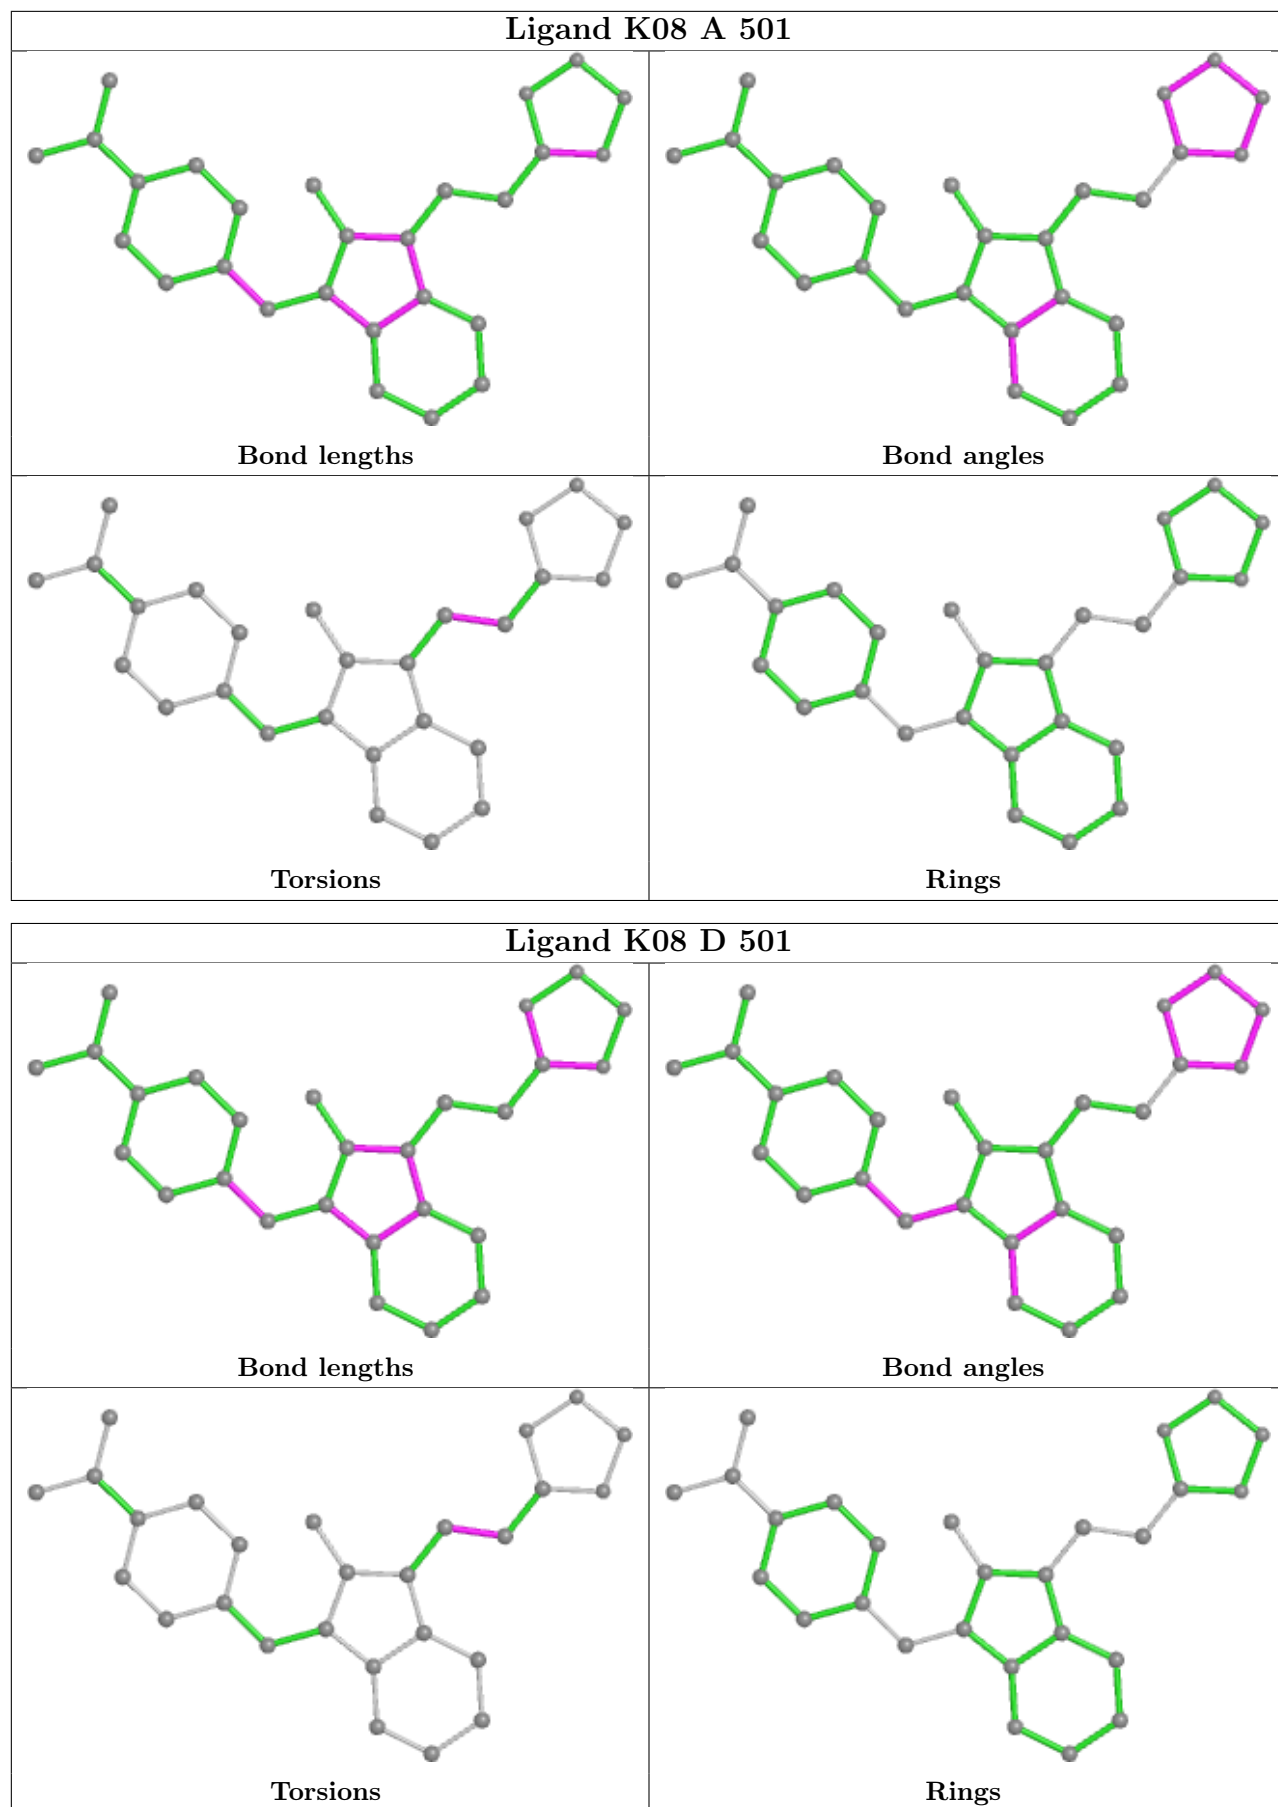 Ligand K08 A 501
Bond lengths
Bond angles
Torsions
Rings
Ligand K08 D 501
Bond lengths
Bond angles
Torsions
Rings